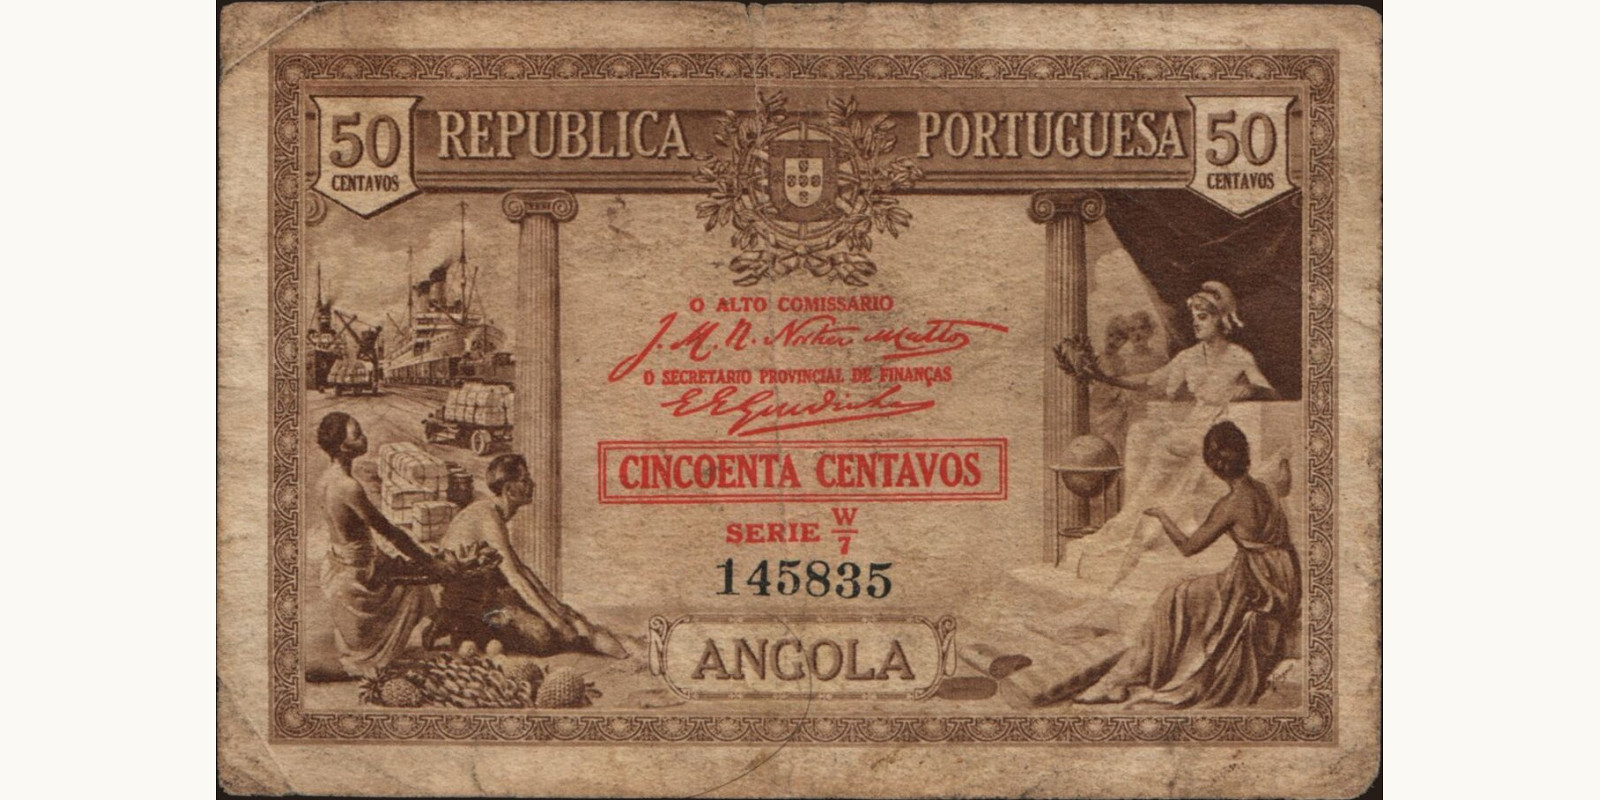 50 REPUBLICA PORTUGUESA 50
CENTAVOS CENTAVOS
O ALTO COMISSARIO
J. M. N.
O SECRETARIO PROVINCIAL DE FINANÇAS
CINCOENTA CENTAVOS
SERIE W/7
145835
ANGOLA